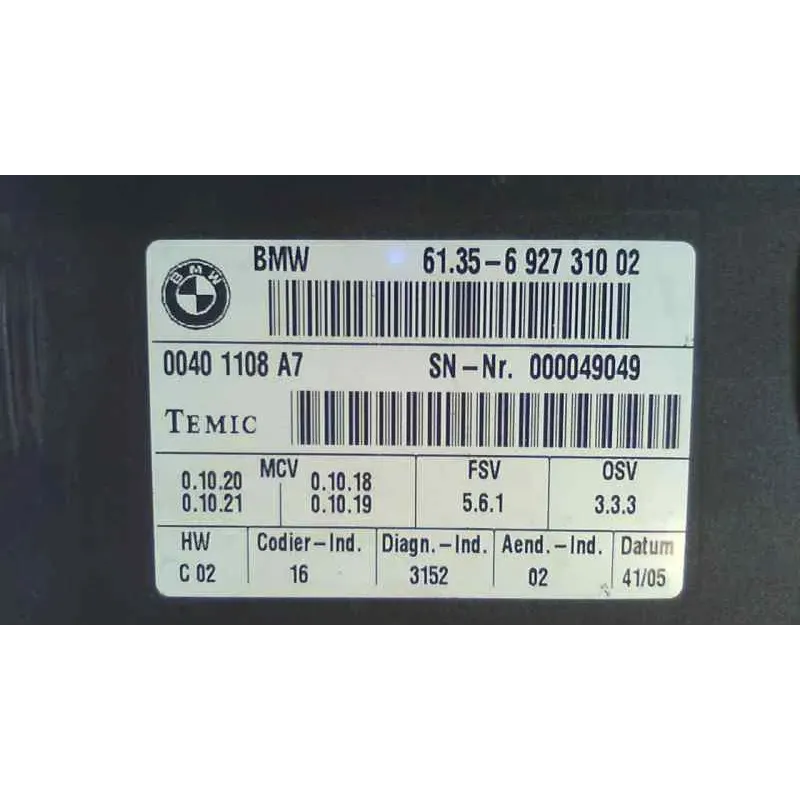 BMW 61.35-6 927 310 02
BMW
0040 1108 A7 SN-Nr. 000049049
TEMIC
MCV FSV OSV
0.10.20 0.10.18 5.6.1 3.3.3
0.10.21 0.10.19
HW Codier-Ind. Diagn.-Ind. Aend.-Ind. Datum
C 02 16 3152 02 41/05